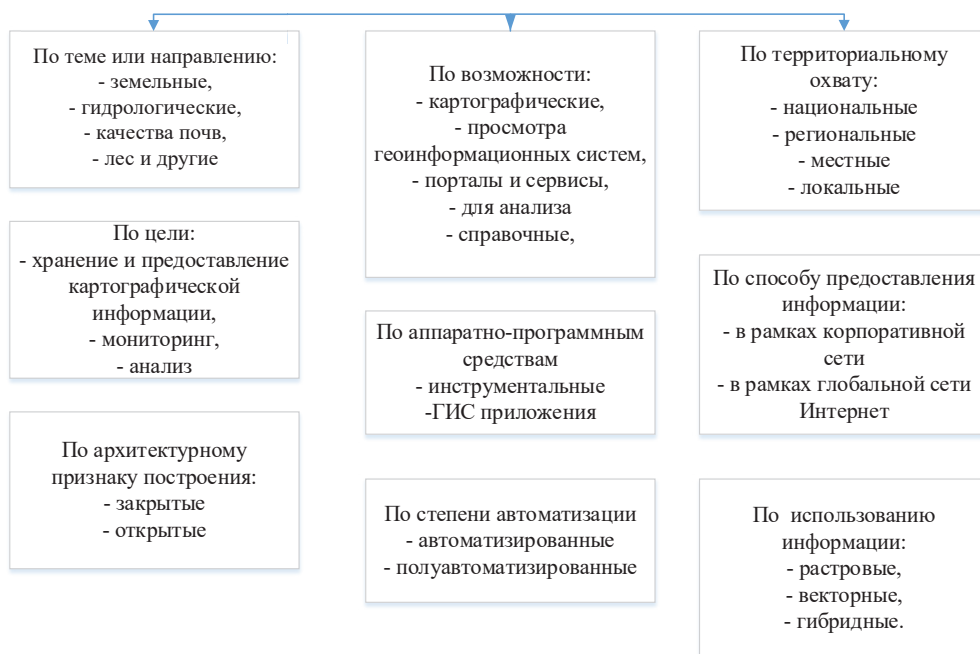 По теме или направлению:
- земельные,
- гидрологические,
- качества почв,
- лес и другие
По цели:
- хранение и предоставление
картографической
информации,
- мониторинг,
- анализ
По архитектурному
признаку построения:
- закрытые
- открытые
По возможности:
- картографические,
- просмотра
геоинформационных систем,
- порталы и сервисы,
- для анализа
- справочные,
По аппаратно-программным
средствам
- инструментальные
-ГИС приложения
По степени автоматизации
- автоматизированные
- полуавтоматизированные
По территориальному
охвату:
- национальные
- региональные
- местные
- локальные
По способу предоставления
информации:
- в рамках корпоративной
сети
- в рамках глобальной сети
Интернет
По использованию
информации:
- растровые,
- векторные,
- гибридные.